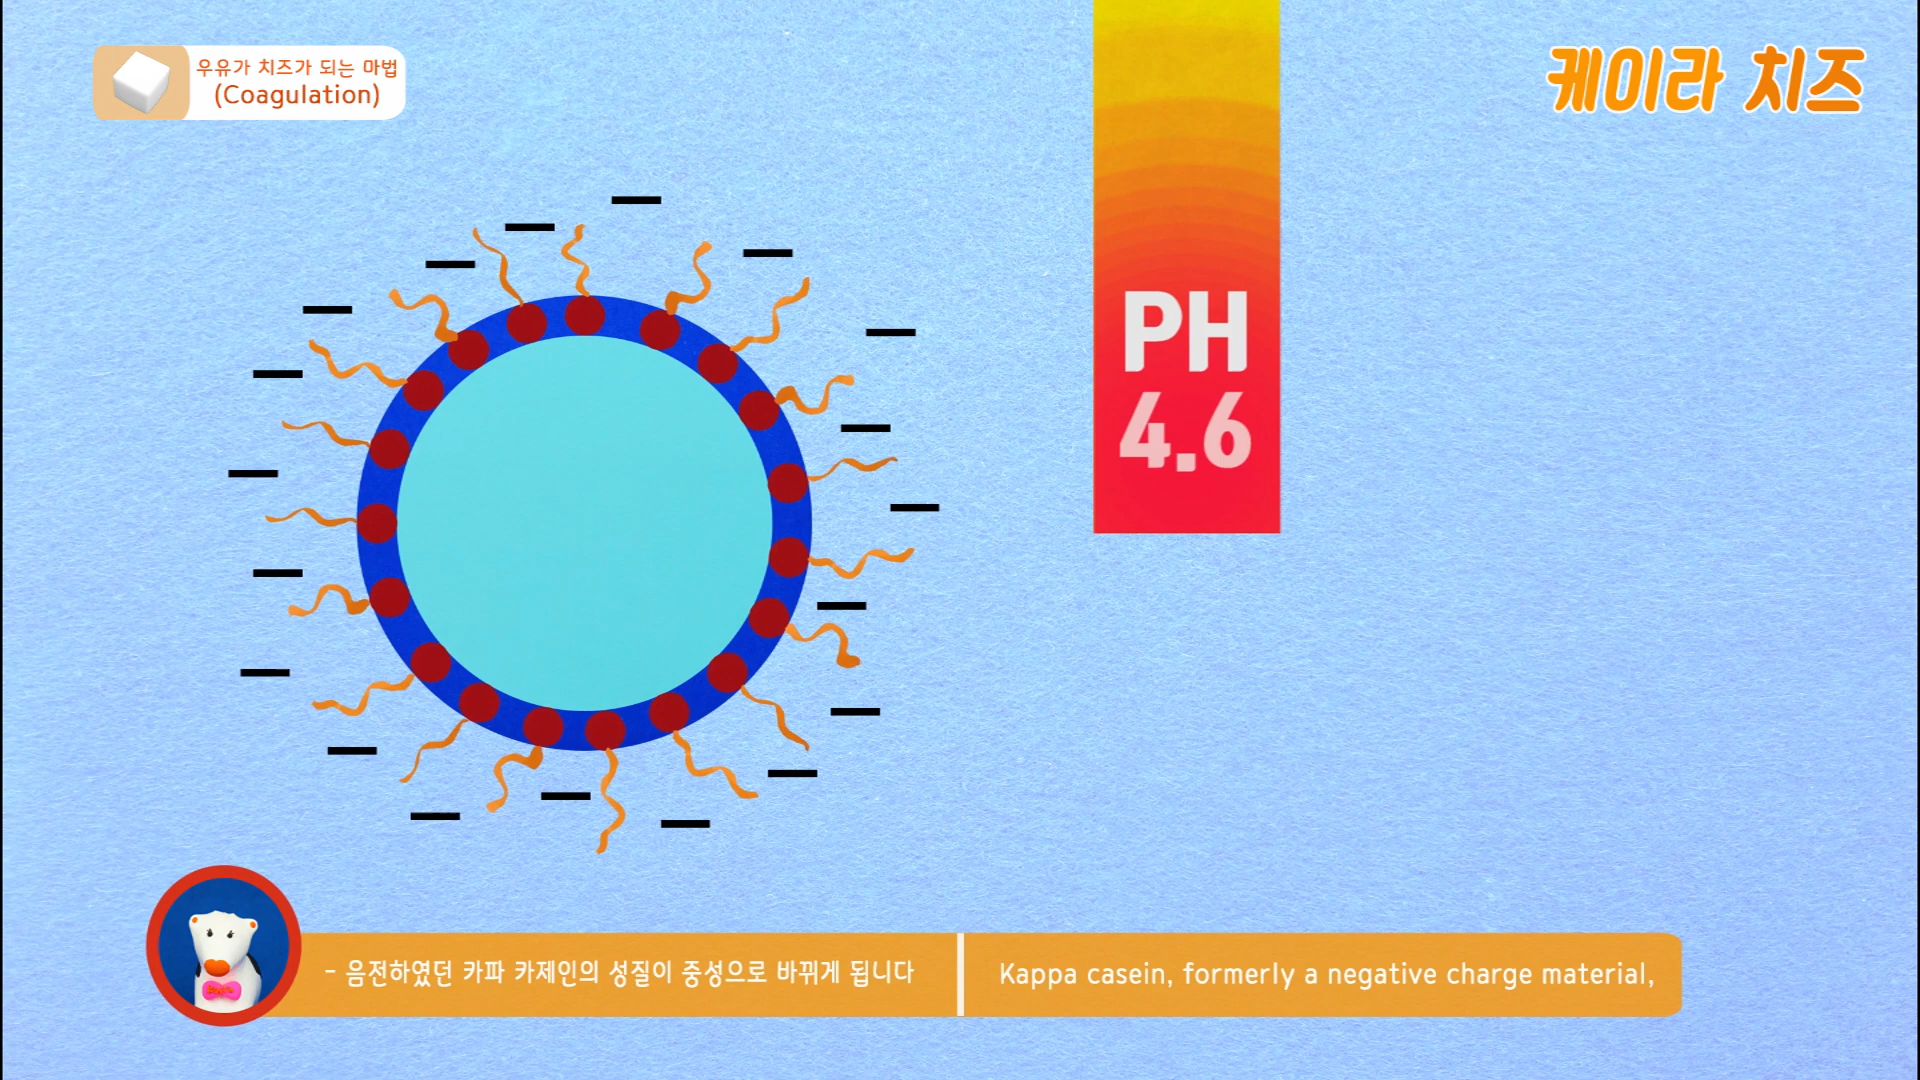 우유가 치즈가 되는 마법
(Coagulation)
케이라 치즈
PH
4.6
- 음전하였던 카파 카제인의 성질이 중성으로 바뀌게 됩니다
Kappa casein, formerly a negative charge material,